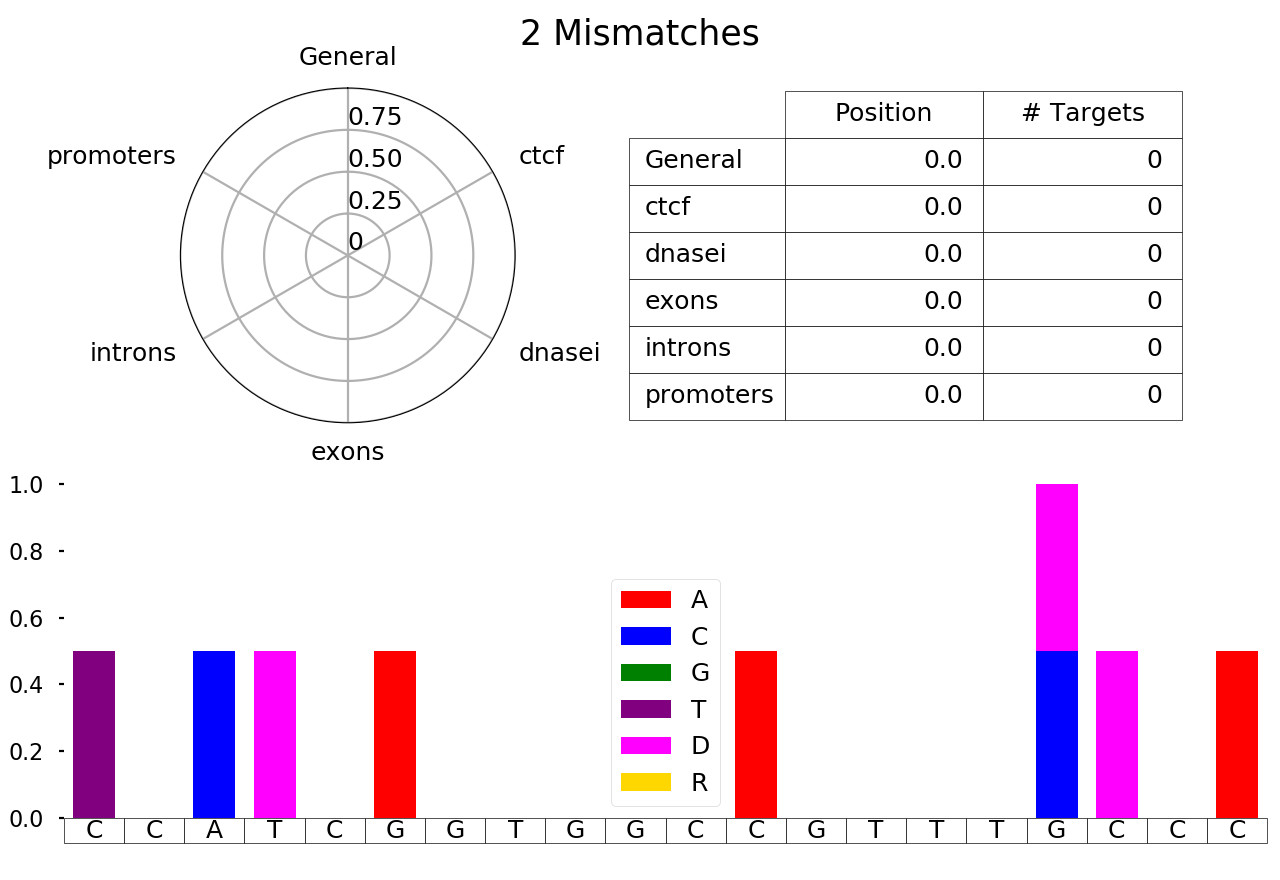 2 Mismatches
General
promoters
ctcf
introns
dnasei
exons
0.75
0.50
0.25
0
Position # Targets
General 0.0 0
ctcf 0.0 0
dnasei 0.0 0
exons 0.0 0
introns 0.0 0
promoters 0.0 0
1.0
0.8
0.6
0.4
0.2
0.0
A
C
G
T
D
R
C C A T C G G T G G C C G T T T G C C C